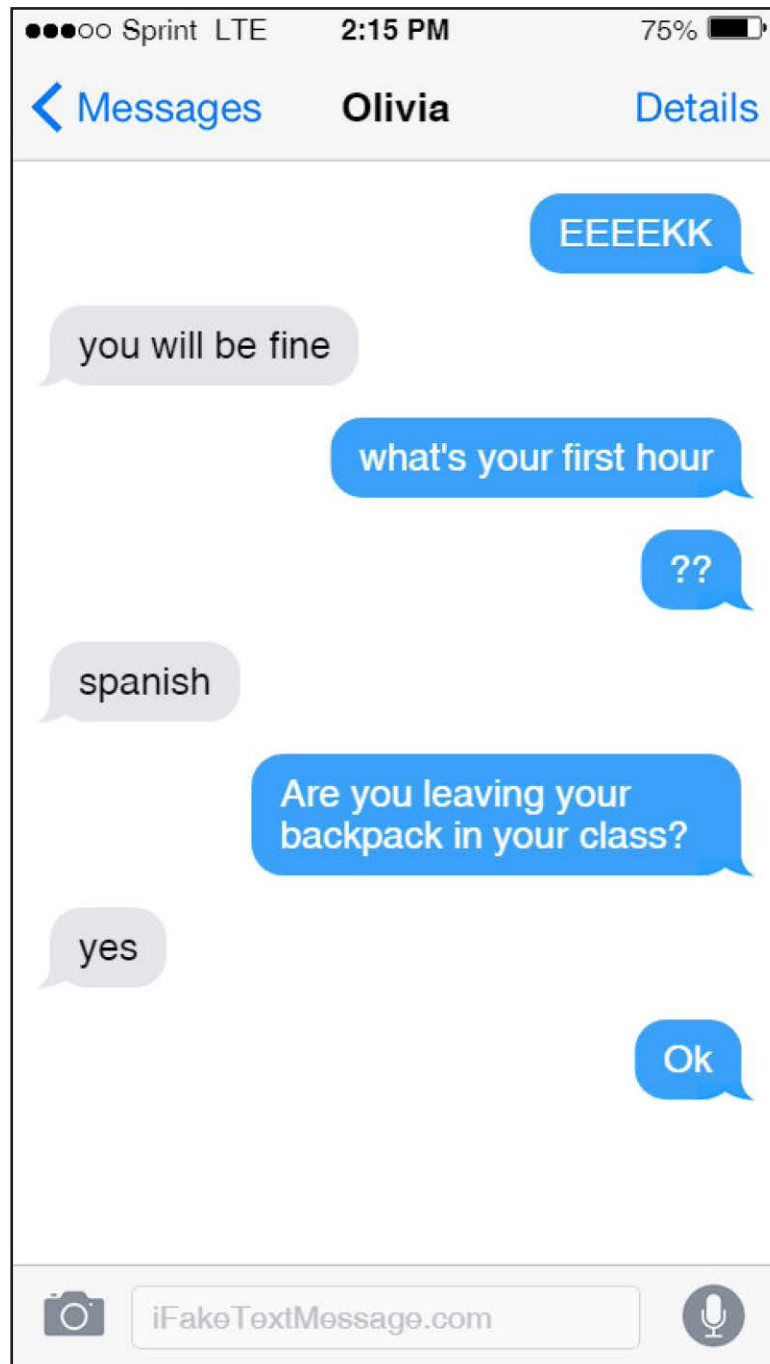 ●●●○○ Sprint LTE 2:15 PM 75%
Messages Olivia Details
EEEEKK
you will be fine
what's your first hour
??
spanish
Are you leaving your
backpack in your class?
yes
Ok
iFakeTextMessage.com